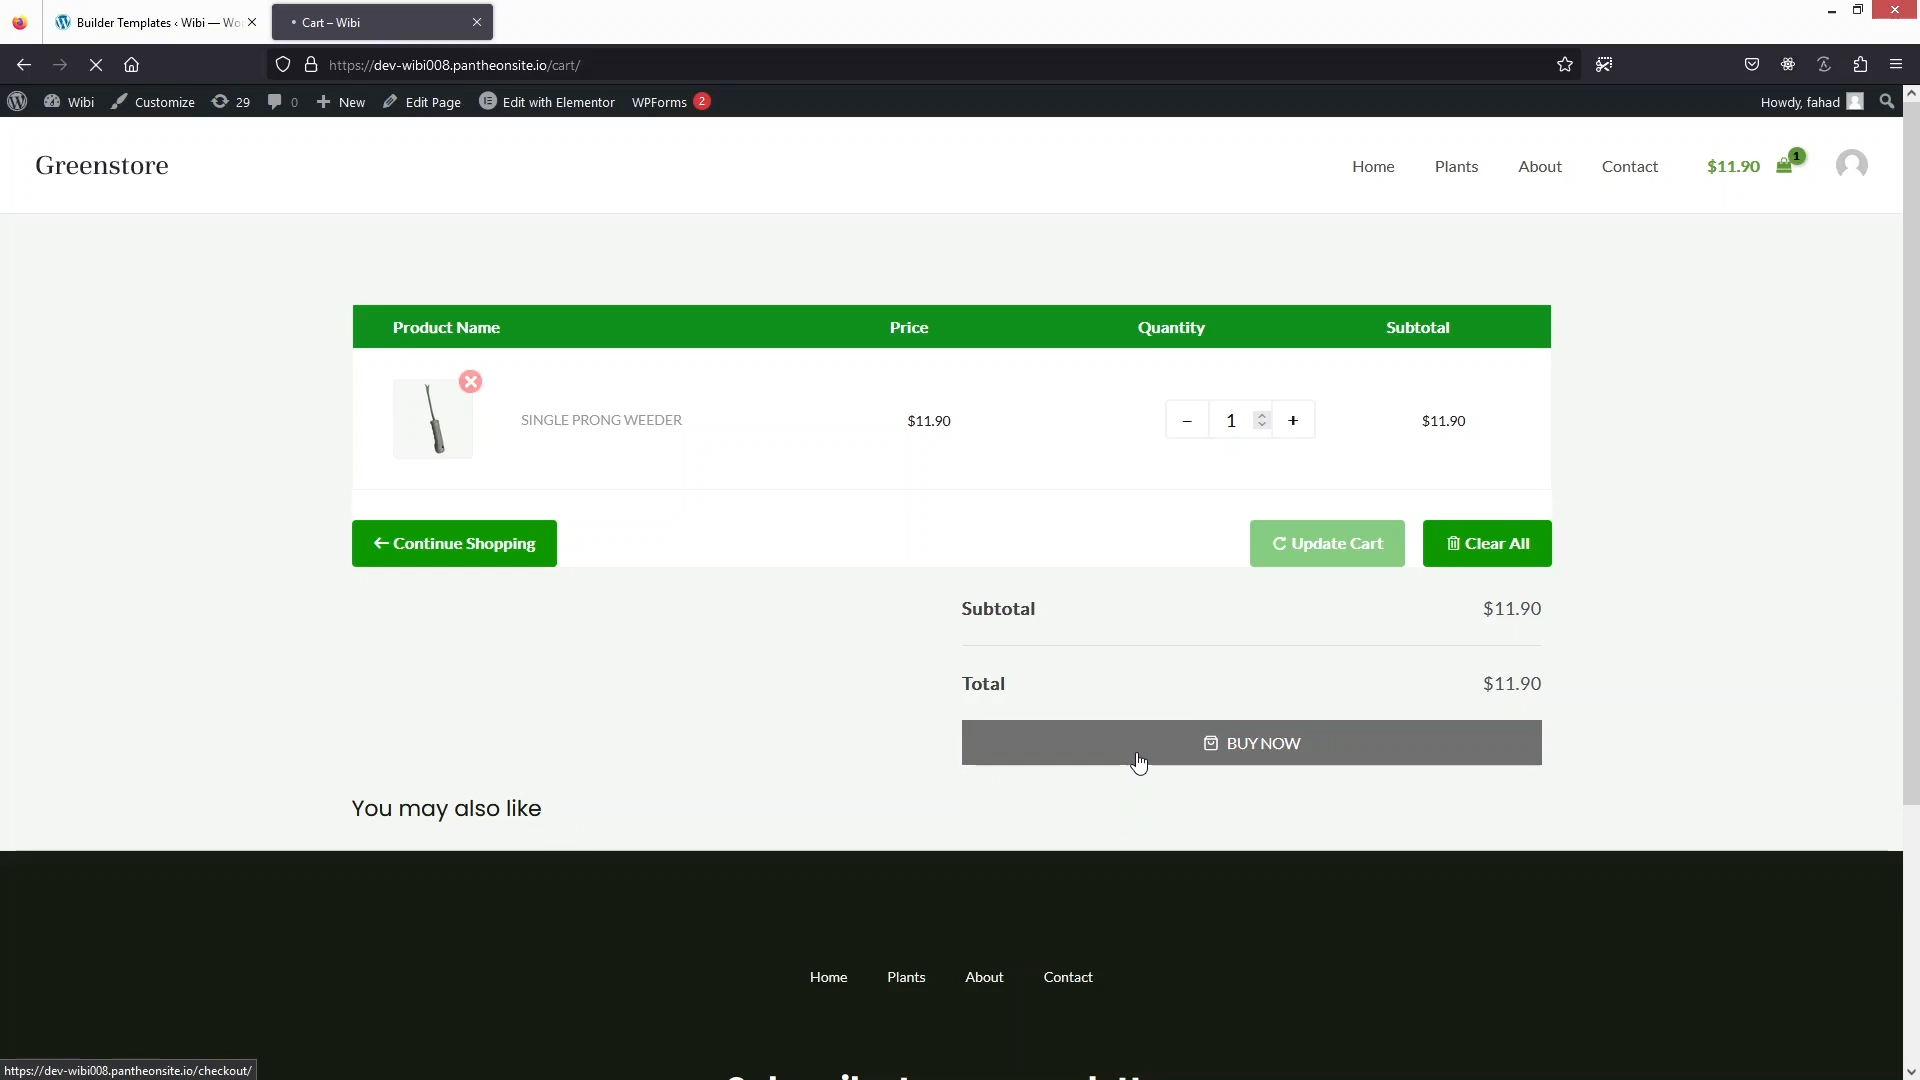 Builder Templates ‹ Wibi — Wo
Cart – Wibi
https://dev-wibi008.pantheonsite.io/cart/
Wibi
Customize
29
0
New
Edit Page
Edit with Elementor
WPForms 2
Howdy, fahad
Greenstore
Home
Plants
About
Contact
$11.90
1
Product Name
Price
Quantity
Subtotal
SINGLE PRONG WEEDER
$11.90
− 1 +
$11.90
Continue Shopping
Update Cart
Clear All
Subtotal
$11.90
Total
$11.90
BUY NOW
You may also like
Home
Plants
About
Contact
https://dev-wibi008.pantheonsite.io/checkout/